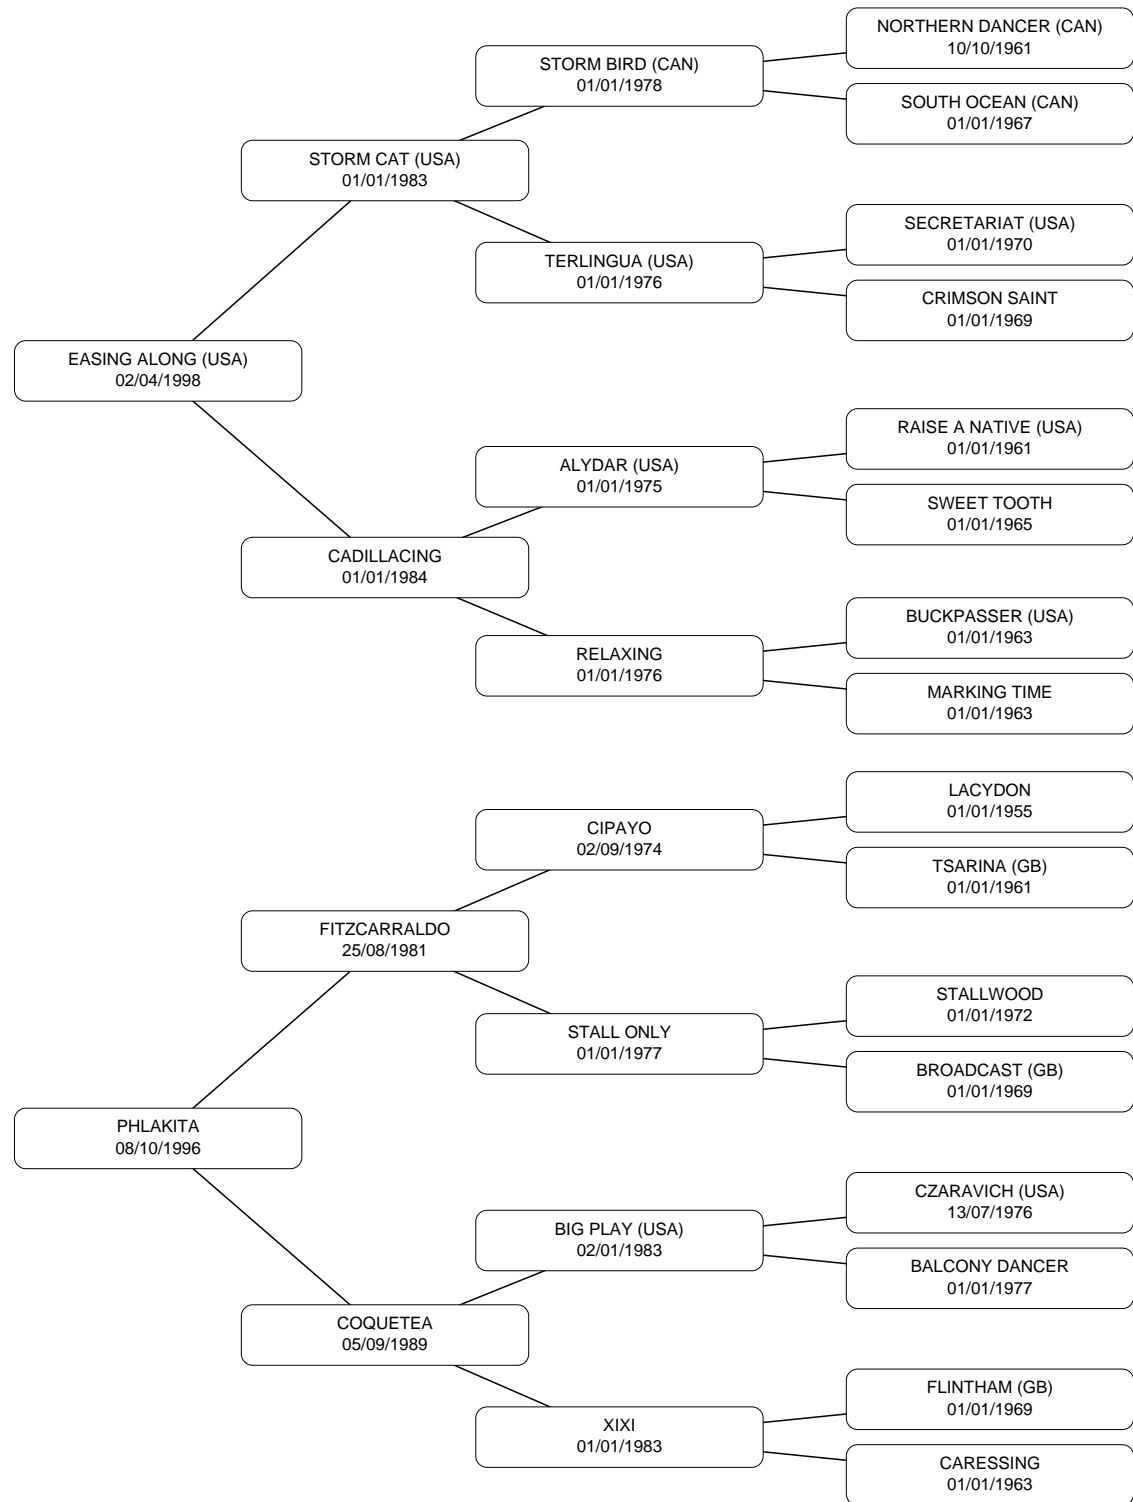 NORTHERN DANCER (CAN)
10/10/1961
STORM BIRD (CAN)
01/01/1978
SOUTH OCEAN (CAN)
01/01/1967
STORM CAT (USA)
01/01/1983
SECRETARIAT (USA)
01/01/1970
TERLINGUA (USA)
01/01/1976
CRIMSON SAINT
01/01/1969
EASING ALONG (USA)
02/04/1998
RAISE A NATIVE (USA)
01/01/1961
ALYDAR (USA)
01/01/1975
SWEET TOOTH
01/01/1965
CADILLACING
01/01/1984
BUCKPASSER (USA)
01/01/1963
RELAXING
01/01/1976
MARKING TIME
01/01/1963
LACYDON
01/01/1955
CIPAYO
02/09/1974
TSARINA (GB)
01/01/1961
FITZCARRALDO
25/08/1981
STALLWOOD
01/01/1972
STALL ONLY
01/01/1977
BROADCAST (GB)
01/01/1969
PHLAKITA
08/10/1996
CZARAVICH (USA)
13/07/1976
BIG PLAY (USA)
02/01/1983
BALCONY DANCER
01/01/1977
COQUETEA
05/09/1989
FLINTHAM (GB)
01/01/1969
XIXI
01/01/1983
CARESSING
01/01/1963